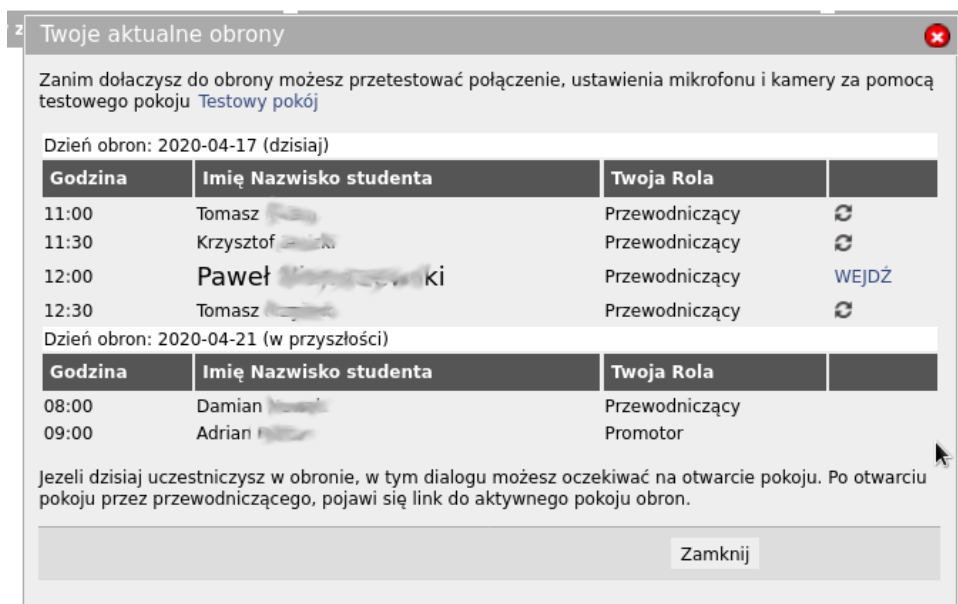 z
Twoje aktualne obrony
Zanim dołaczysz do obrony możesz przetestować połączenie, ustawienia mikrofonu i kamery za pomocą
testowego pokoju Testowy pokój
Dzień obron: 2020-04-17 (dzisiaj)
Godzina Imię Nazwisko studenta Twoja Rola
11:00 Tomasz Przewodniczący
11:30 Krzysztof Przewodniczący
12:00 Paweł ki Przewodniczący WEJDŹ
12:30 Tomasz Przewodniczący
Dzień obron: 2020-04-21 (w przyszłości)
Godzina Imię Nazwisko studenta Twoja Rola
08:00 Damian Przewodniczący
09:00 Adrian Promotor
Jezeli dzisiaj uczestniczysz w obronie, w tym dialogu możesz oczekiwać na otwarcie pokoju. Po otwarciu
pokoju przez przewodniczącego, pojawi się link do aktywnego pokoju obron.
Zamknij